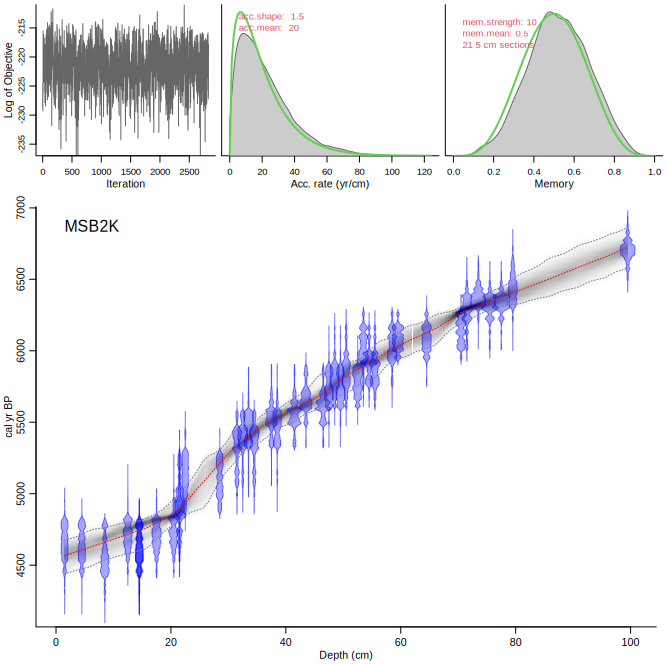 Log of Objective
-215
-220
-225
-230
-235
0 500 1000 1500 2000 2500
Iteration
acc.shape: 1.5
acc.mean: 20
0 20 40 60 80 100 120
Acc. rate (yr/cm)
mem.strength: 10
mem.mean: 0.5
21 5 cm sections
0.0 0.2 0.4 0.6 0.8 1.0
Memory
MSB2K
cal yr BP
7000
6500
6000
5500
5000
4500
0 20 40 60 80 100
Depth (cm)